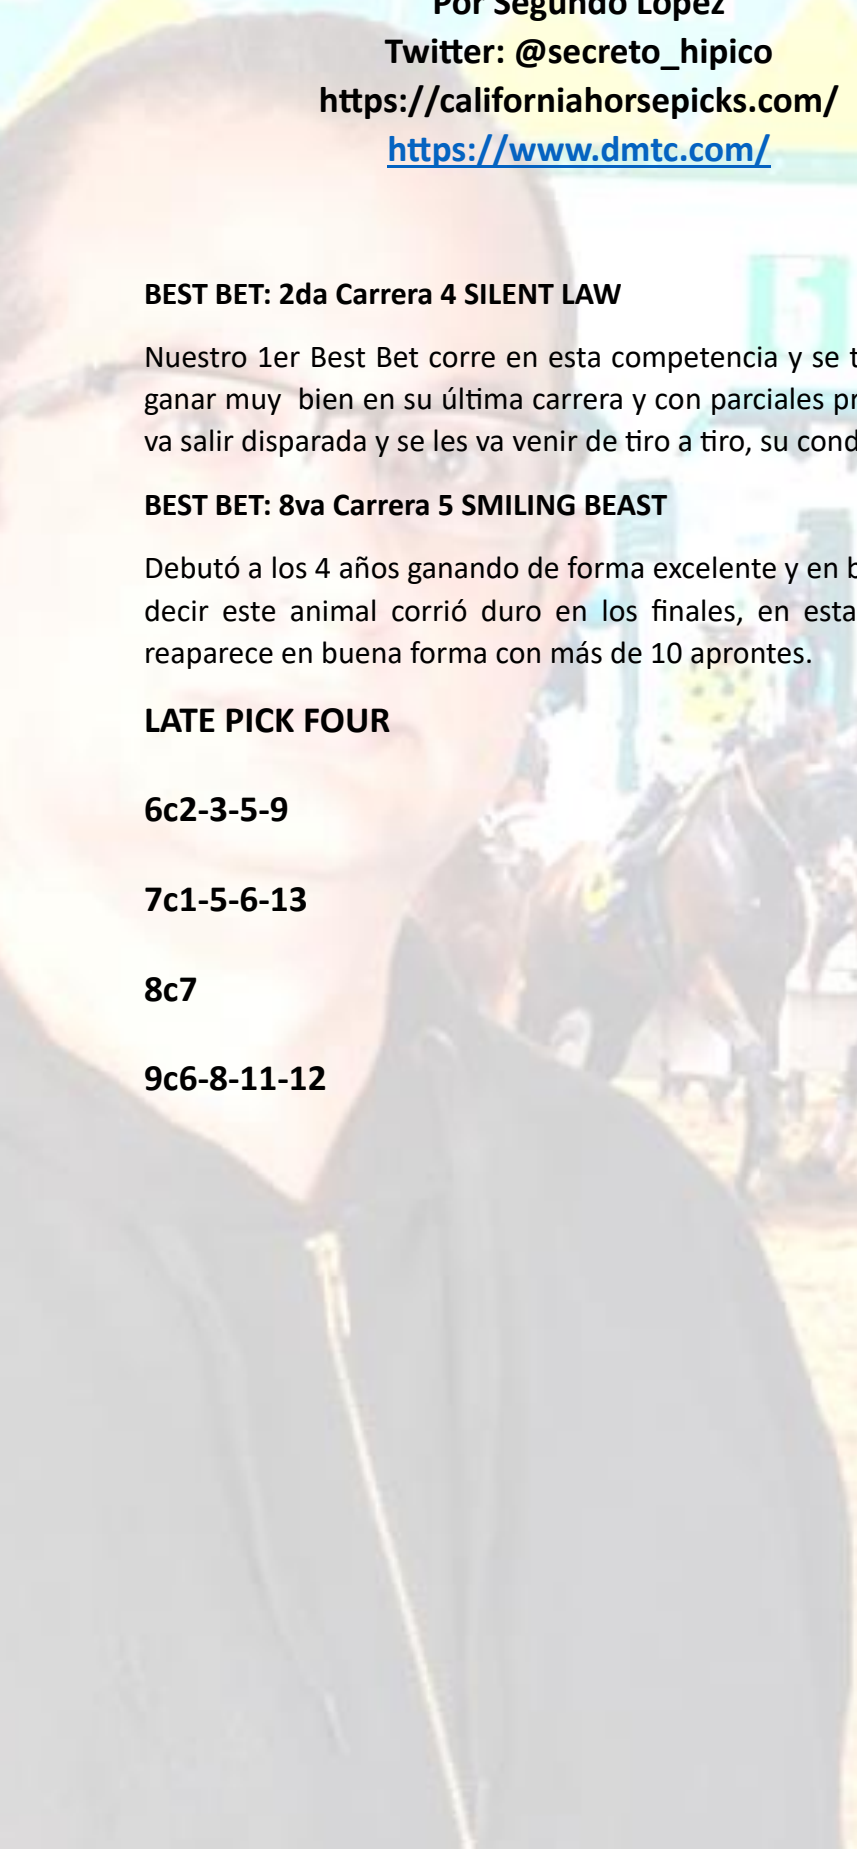 Por Segundo López
Twitter: @secreto_hipico
https://californiahorsepicks.com/
https://www.dmtc.com/
BEST BET: 2da Carrera 4 SILENT LAW
Nuestro 1er Best Bet corre en esta competencia y se
ganar muy bien en su última carrera y con parciales
va salir disparada y se les va venir de tiro a tiro, su
BEST BET: 8va Carrera 5 SMILING BEAST
Debutó a los 4 años ganando de forma excelente y en
decir este animal corrió duro en los finales, en esta
reaparece en buena forma con más de 10 aprontes.
LATE PICK FOUR
6c2-3-5-9
7c1-5-6-13
8c7
9c6-8-11-12